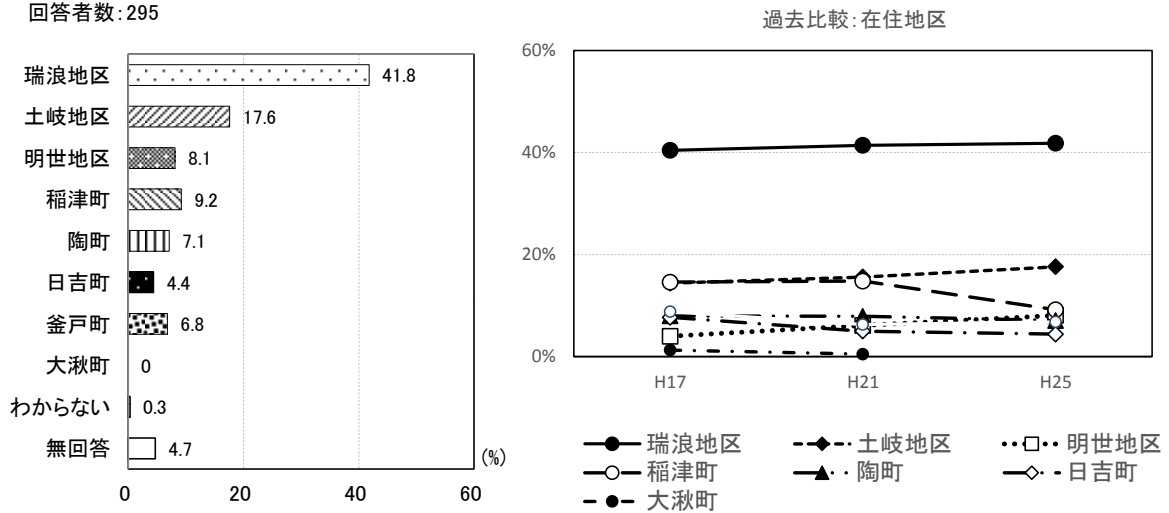 回答者数:295
瑞浪地区 41.8
土岐地区 17.6
明世地区 8.1
稲津町 9.2
陶町 7.1
日吉町 4.4
釜戸町 6.8
大湫町 0
わからない 0.3
無回答 4.7
(%)
0 20 40 60
過去比較:在住地区
60%
40%
20%
0%
H17 H21 H25
瑞浪地区 土岐地区 明世地区
稲津町 陶町 日吉町
大湫町